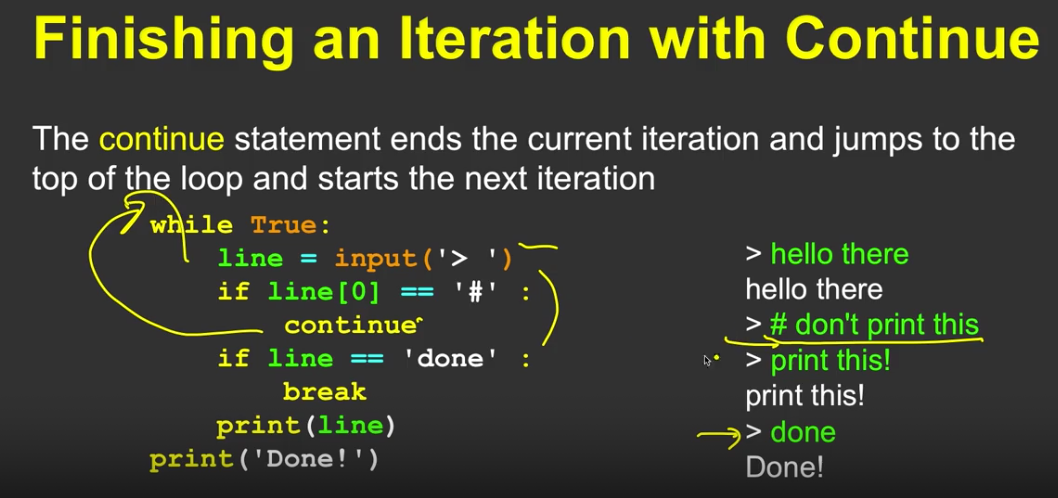 Finishing an Iteration with Continue
The continue statement ends the current iteration and jumps to the
top of the loop and starts the next iteration
while True:
line = input('> ')
if line[0] == '#' :
continue
if line == 'done' :
break
print(line)
print('Done!')
> hello there
hello there
> # don't print this
> print this!
print this!
> done
Done!